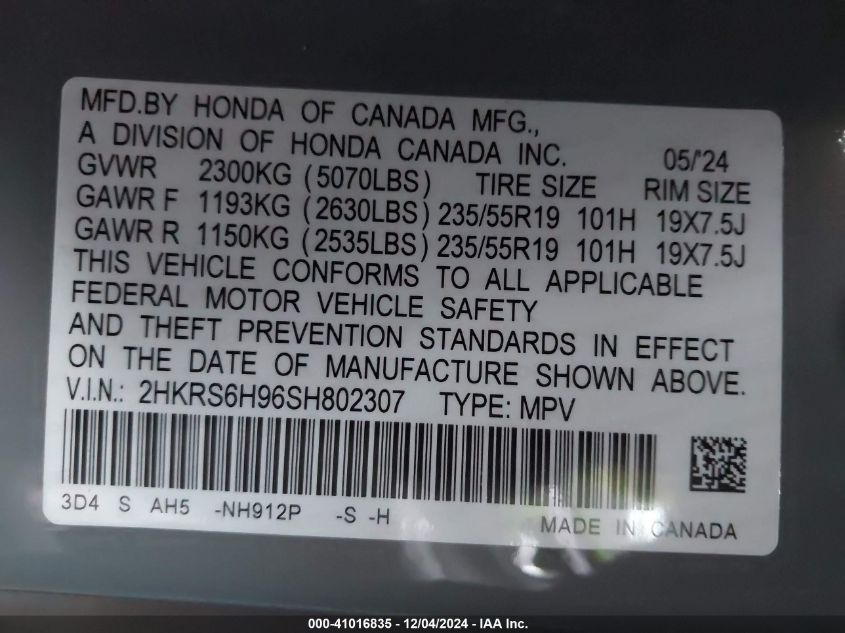 MFD.BY HONDA OF CANADA MFG.,
A DIVISION OF HONDA CANADA INC. 05/'24
GVWR 2300KG (5070LBS) TIRE SIZE RIM SIZE
GAWR F 1193KG (2630LBS) 235/55R19 101H 19X7.5J
GAWR R 1150KG (2535LBS) 235/55R19 101H 19X7.5J
THIS VEHICLE CONFORMS TO ALL APPLICABLE
FEDERAL MOTOR VEHICLE SAFETY
AND THEFT PREVENTION STANDARDS IN EFFECT
ON THE DATE OF MANUFACTURE SHOWN ABOVE.
V.I.N.: 2HKRS6H96SH802307 TYPE: MPV
3D4 S AH5 -NH912P -S -H
MADE IN CANADA
000-41016835 - 12/04/2024 - IAA Inc.